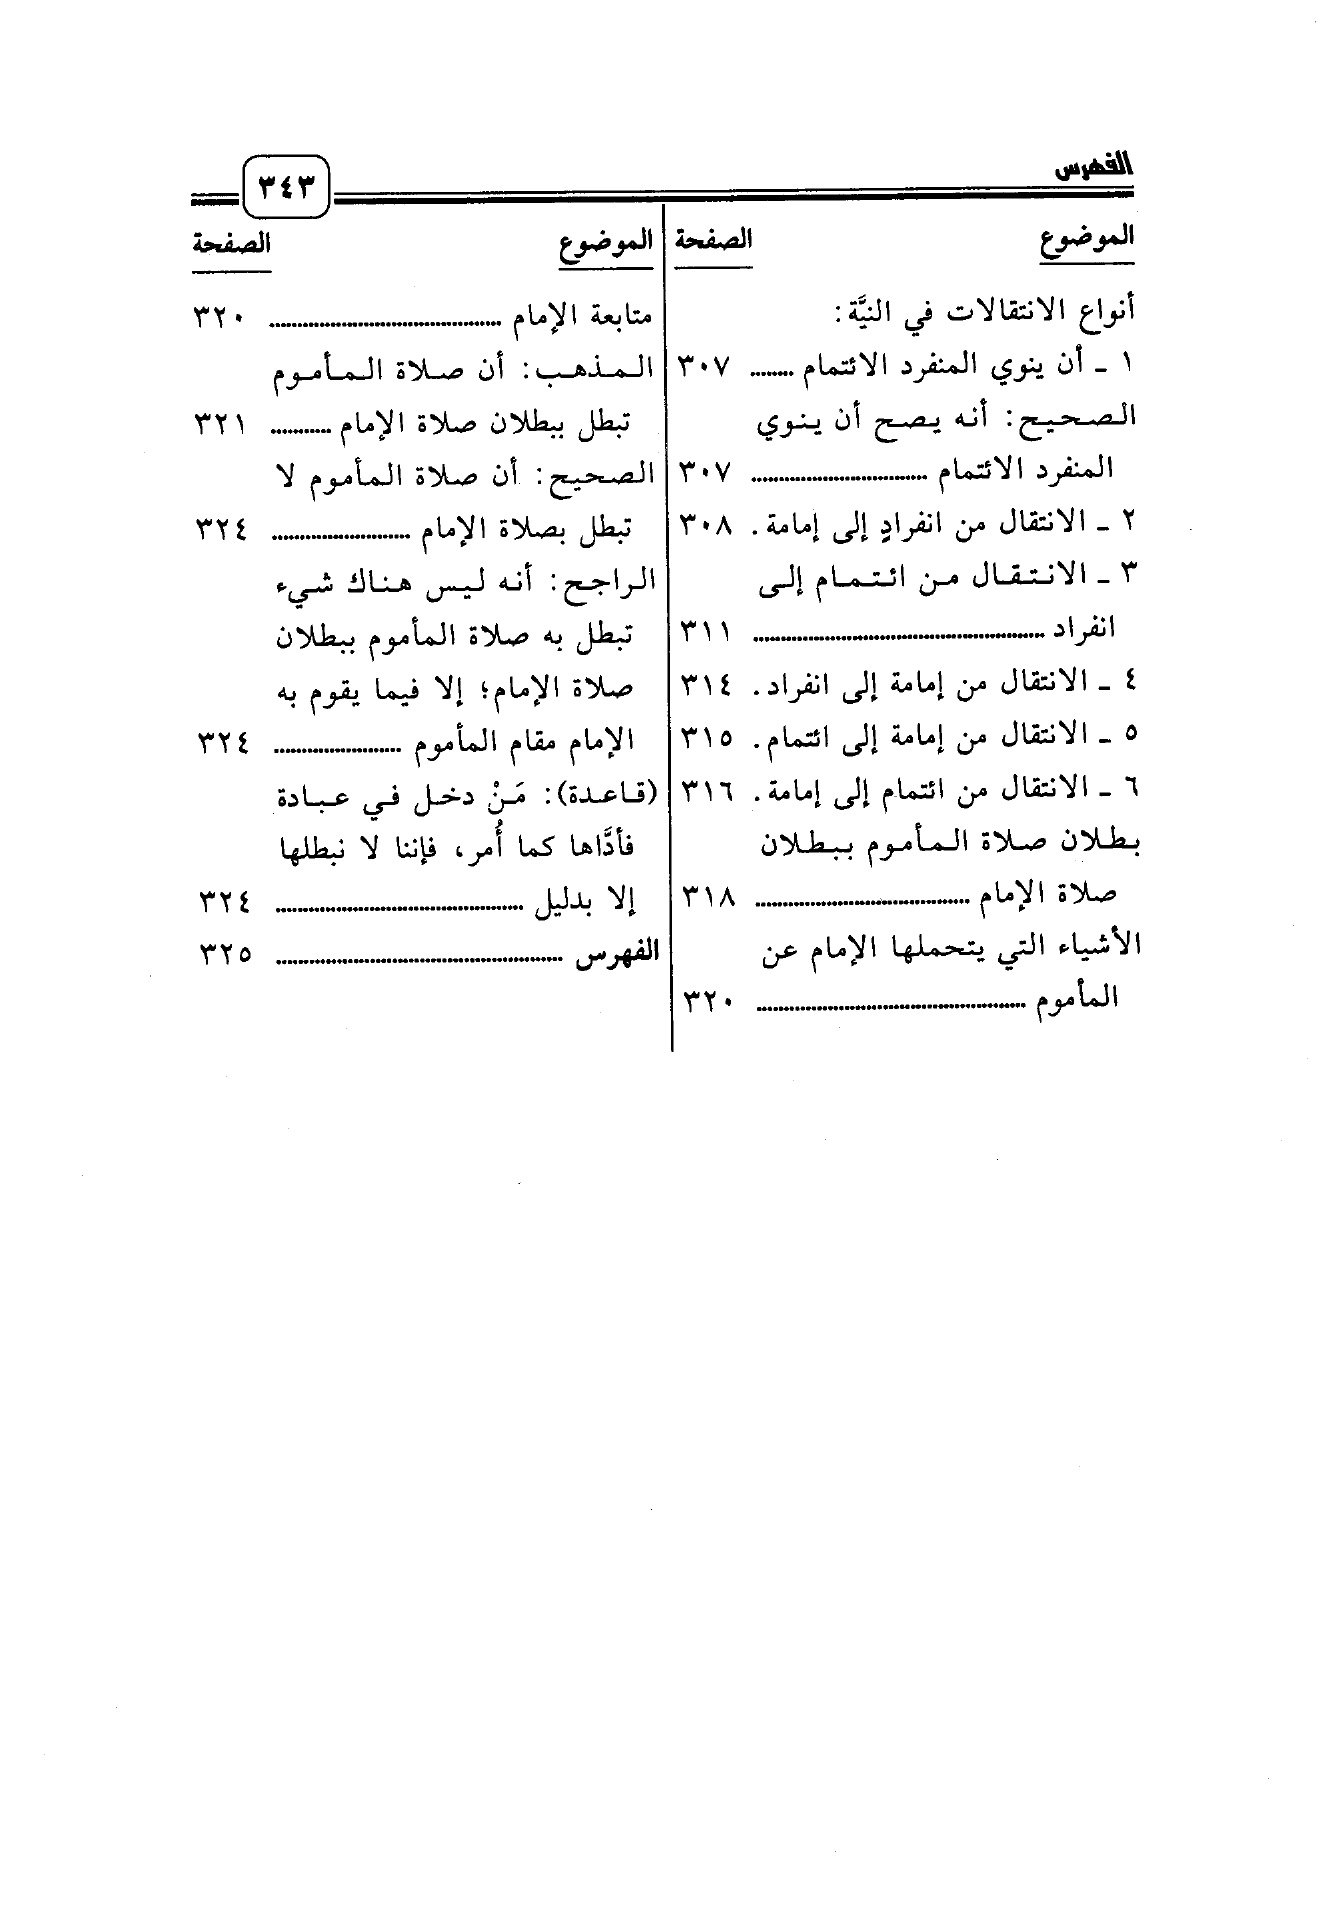 الفهرس
٣٤٣
الموضوع الصفحة
أنواع الانتقالات في النيَّة:
١ ـ أن ينوي المنفرد الائتمام ........ ٣٠٧
الصحيح: أنه يصح أن ينوي
المنفرد الائتمام ................................ ٣٠٧
٢ ـ الانتقال من انفرادٍ إلى إمامة . ٣٠٨
٣ ـ الانتقال من ائتمام إلى
انفراد ..................................................... ٣١١
٤ ـ الانتقال من إمامة إلى انفراد . ٣١٤
٥ ـ الانتقال من إمامة إلى ائتمام . ٣١٥
٦ ـ الانتقال من ائتمام إلى إمامة . ٣١٦
بطلان صلاة المأموم ببطلان
صلاة الإمام ....................................... ٣١٨
الأشياء التي يتحملها الإمام عن
المأموم ................................................. ٣٢٠
الموضوع الصفحة
متابعة الإمام .......................................... ٣٢٠
المذهب: أن صلاة المأموم
تبطل ببطلان صلاة الإمام ........... ٣٢١
الصحيح: أن صلاة المأموم لا
تبطل بصلاة الإمام ......................... ٣٢٤
الراجح: أنه ليس هناك شيء
تبطل به صلاة المأموم ببطلان
صلاة الإمام؛ إلا فيما يقوم به
الإمام مقام المأموم ....................... ٣٢٤
(قاعدة): مَنْ دخل في عبادة
فأدَّاها كما أُمر، فإننا لا نبطلها
إلا بدليل ............................................. ٣٢٤
الفهرس .................................................... ٣٢٥